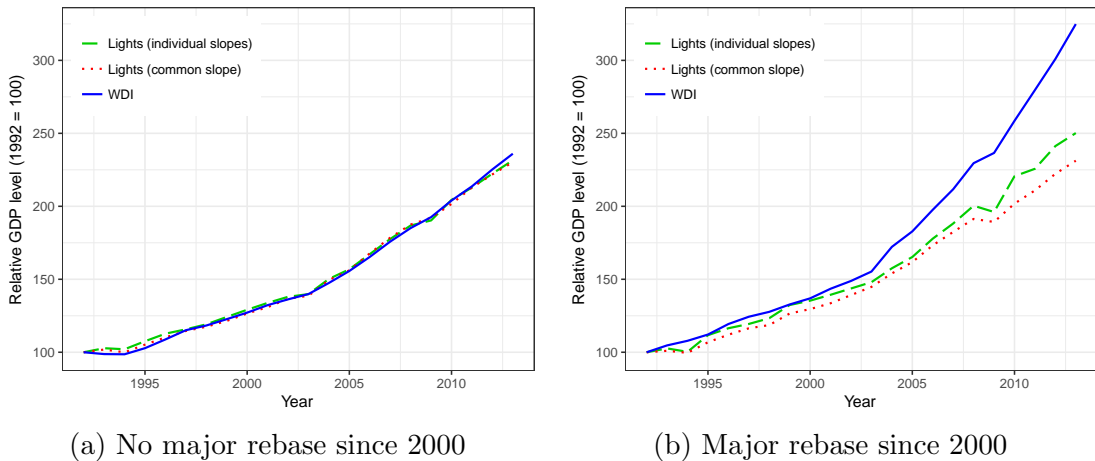 Relative GDP level (1992 = 100)
300
250
200
150
100
Lights (individual slopes)
Lights (common slope)
WDI
1995
2000
2005
2010
Year
(a) No major rebase since 2000
Relative GDP level (1992 = 100)
300
250
200
150
100
Lights (individual slopes)
Lights (common slope)
WDI
1995
2000
2005
2010
Year
(b) Major rebase since 2000